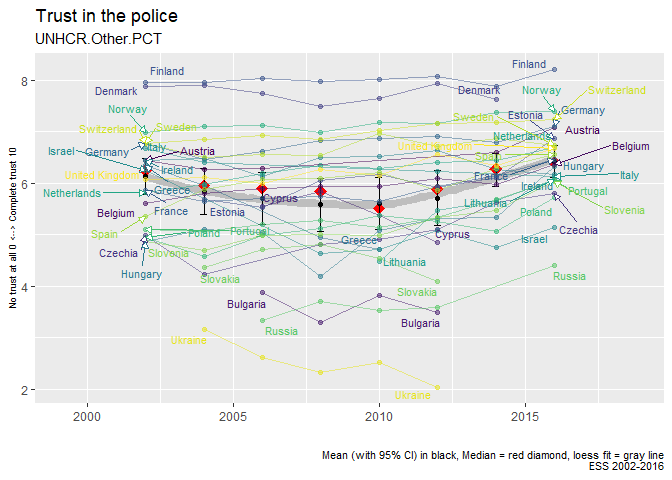 Trust in the police
UNHCR.Other.PCT
No trust at all 0 <--> Complete trust 10
8
6
4
2
Finland
Denmark
Norway
Switzerland
Sweden
Israel
Germany
Italy
Austria
United Kingdom
Ireland
Netherlands
Greece
Belgium
France
Estonia
Spain
Poland
Portugal
Czechia
Slovenia
Hungary
Estonia
Slovakia
Bulgaria
Russia
Ukraine
Cyprus
Greece
Lithuania
Slovakia
Bulgaria
Ukraine
Finland
Denmark
Norway
Switzerland
Sweden
Estonia
Germany
Netherlands
Austria
United Kingdom
Belgium
Spain
France
Hungary
Italy
Ireland
Portugal
Lithuania
Poland
Slovenia
Cyprus
Israel
Czechia
Russia
2000
2005
2010
2015
Mean (with 95% CI) in black, Median = red diamond, loess fit = gray line
ESS 2002-2016